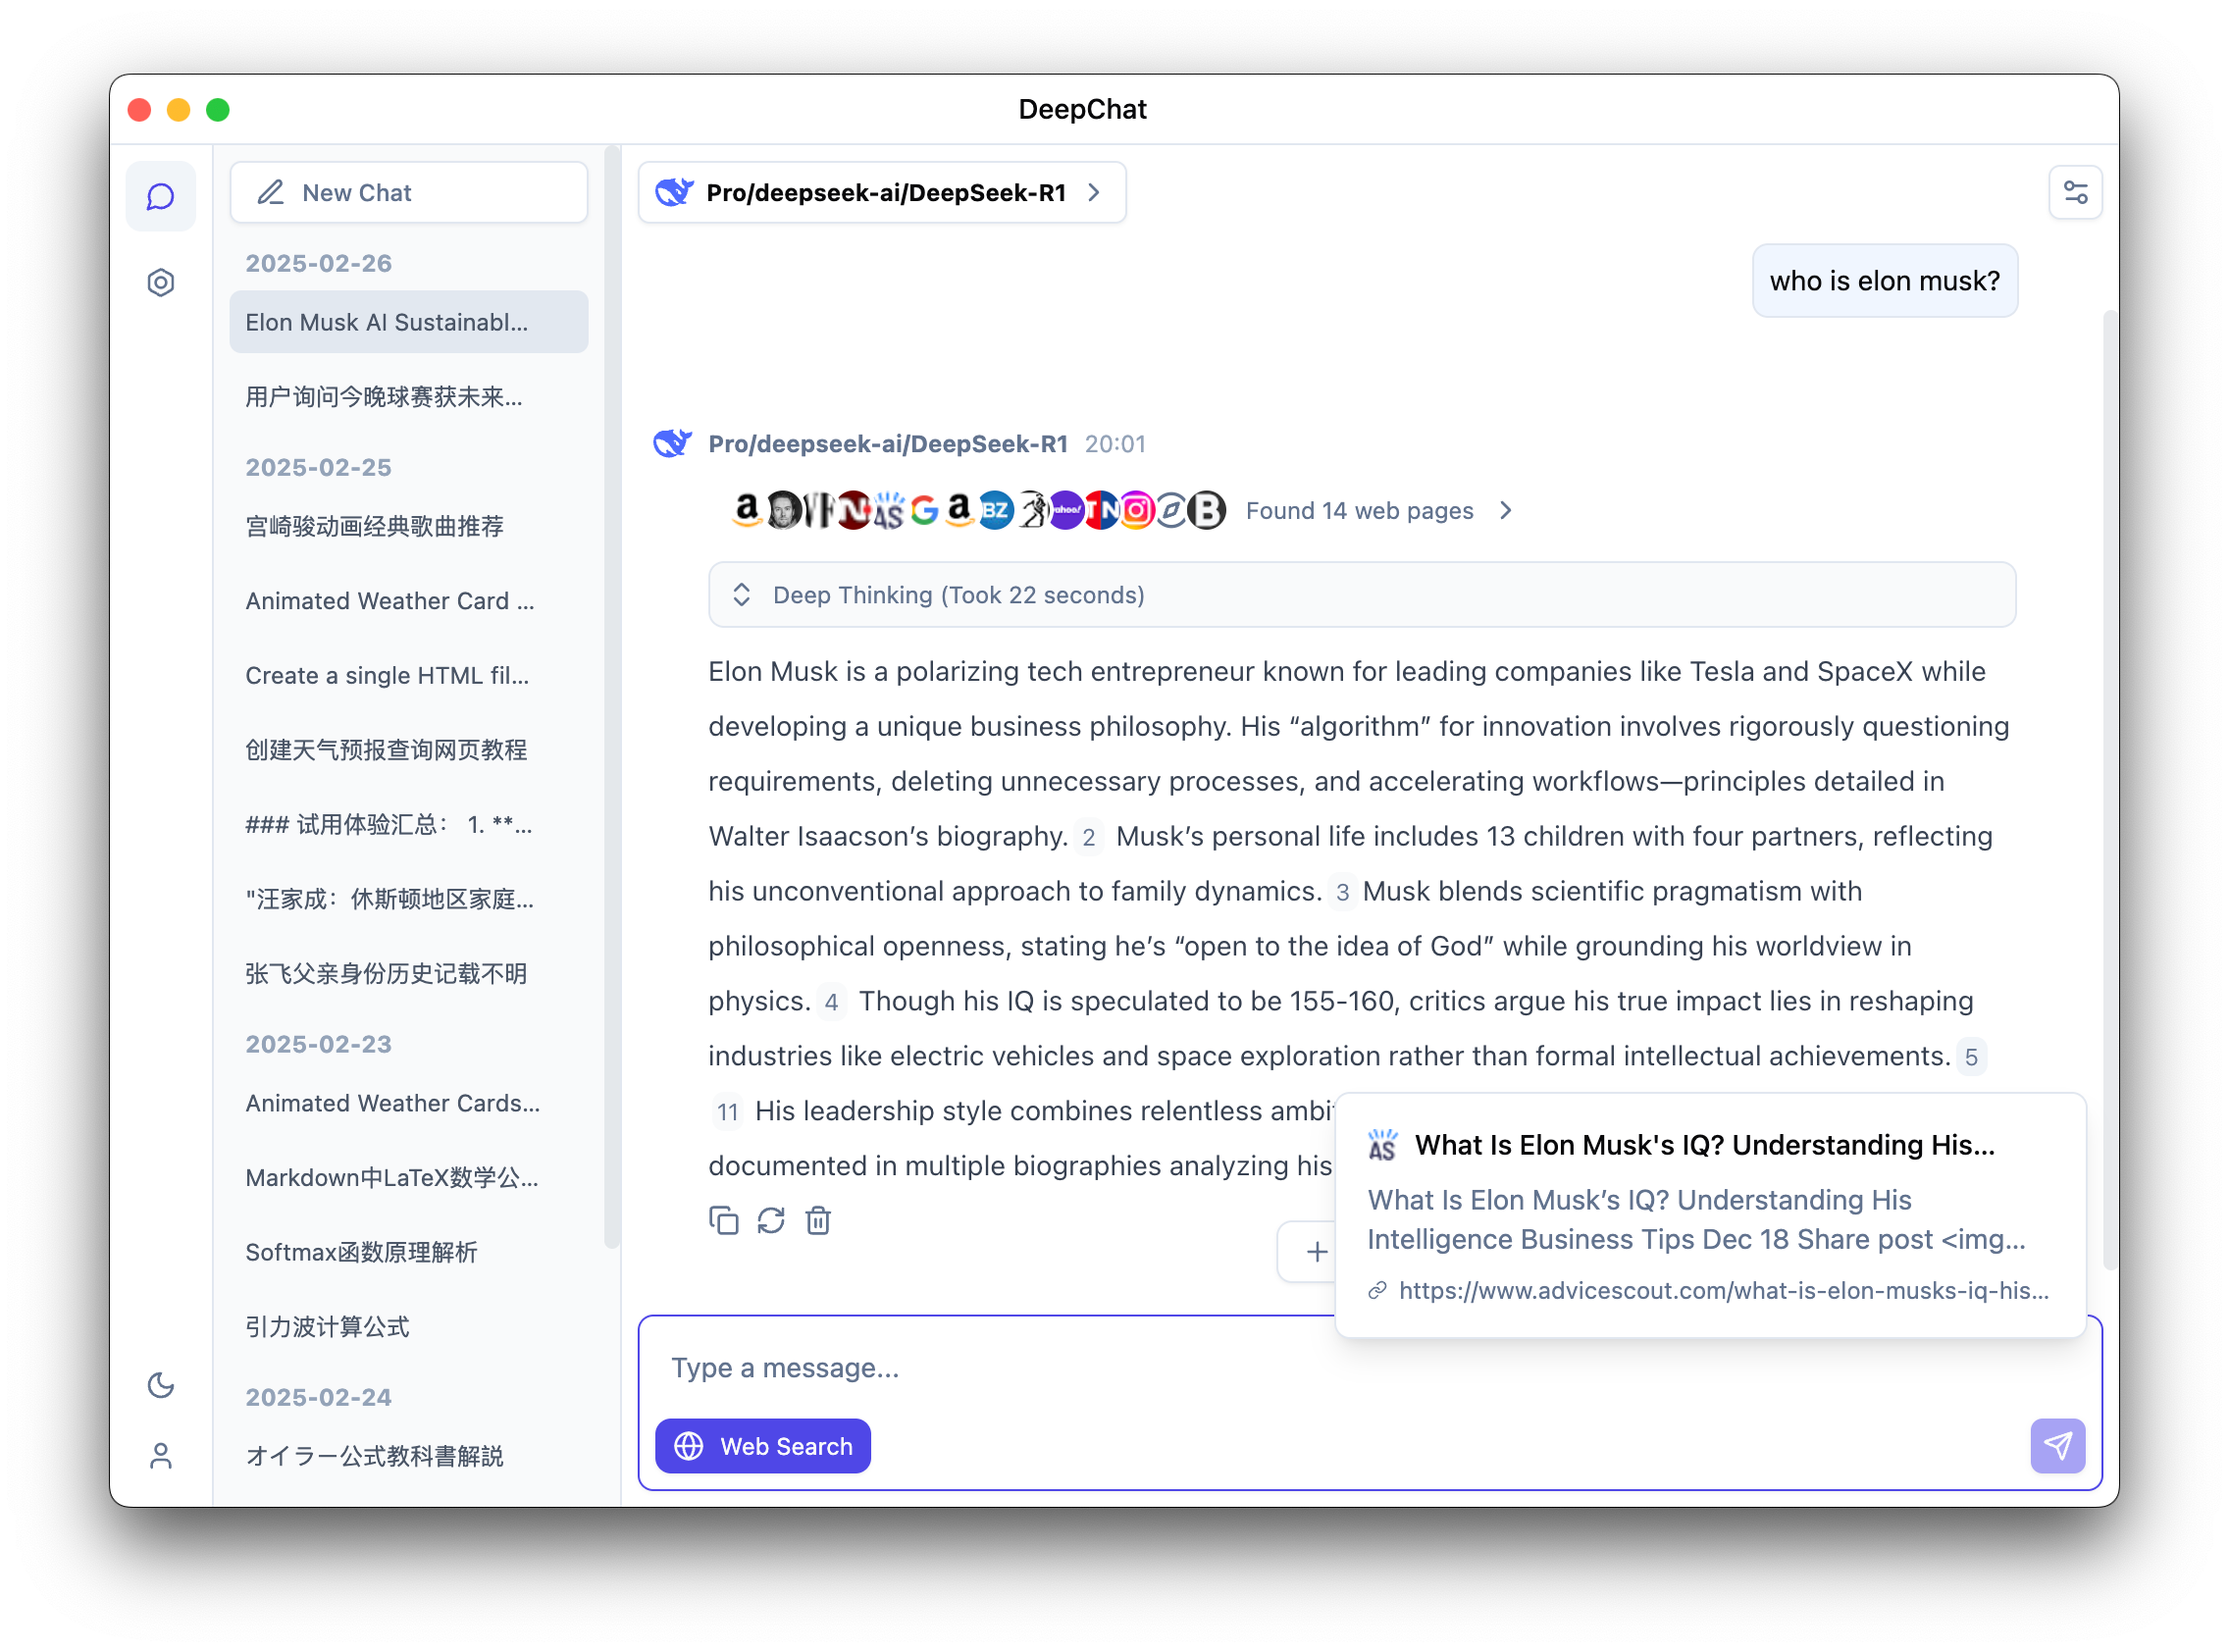 DeepChat
New Chat
2025-02-26
Elon Musk AI Sustainabl...
用户询问今晚球赛获未来...
2025-02-25
宫崎骏动画经典歌曲推荐
Animated Weather Card ...
Create a single HTML fil...
创建天气预报查询网页教程
### 试用体验汇总： 1. **...
"汪家成：休斯顿地区家庭...
张飞父亲身份历史记载不明
2025-02-23
Animated Weather Cards...
Markdown中LaTeX数学公...
Softmax函数原理解析
引力波计算公式
2025-02-24
オイラー公式教科書解説
Pro/deepseek-ai/DeepSeek-R1
who is elon musk?
Pro/deepseek-ai/DeepSeek-R1 20:01
a N AS G a BZ yahoo! TN B Found 14 web pages
Deep Thinking (Took 22 seconds)
Elon Musk is a polarizing tech entrepreneur known for leading companies like Tesla and SpaceX while
developing a unique business philosophy. His “algorithm” for innovation involves rigorously questioning
requirements, deleting unnecessary processes, and accelerating workflows—principles detailed in
Walter Isaacson’s biography. 2 Musk’s personal life includes 13 children with four partners, reflecting
his unconventional approach to family dynamics. 3 Musk blends scientific pragmatism with
philosophical openness, stating he’s “open to the idea of God” while grounding his worldview in
physics. 4 Though his IQ is speculated to be 155-160, critics argue his true impact lies in reshaping
industries like electric vehicles and space exploration rather than formal intellectual achievements. 5
11 His leadership style combines relentless ambit
documented in multiple biographies analyzing his
AS What Is Elon Musk's IQ? Understanding His...
What Is Elon Musk’s IQ? Understanding His
Intelligence Business Tips Dec 18 Share post <img...
https://www.advicescout.com/what-is-elon-musks-iq-his...
Type a message...
Web Search